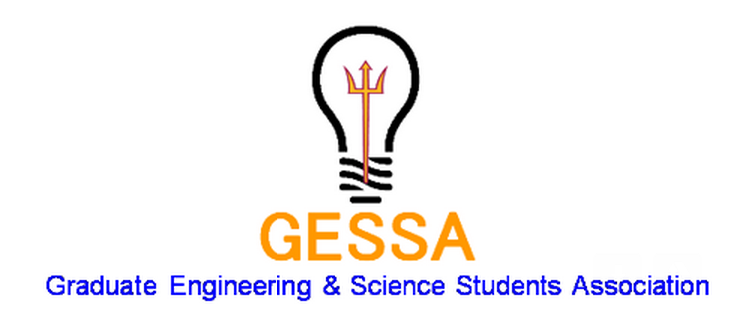 GESSA
Graduate Engineering & Science Students Association